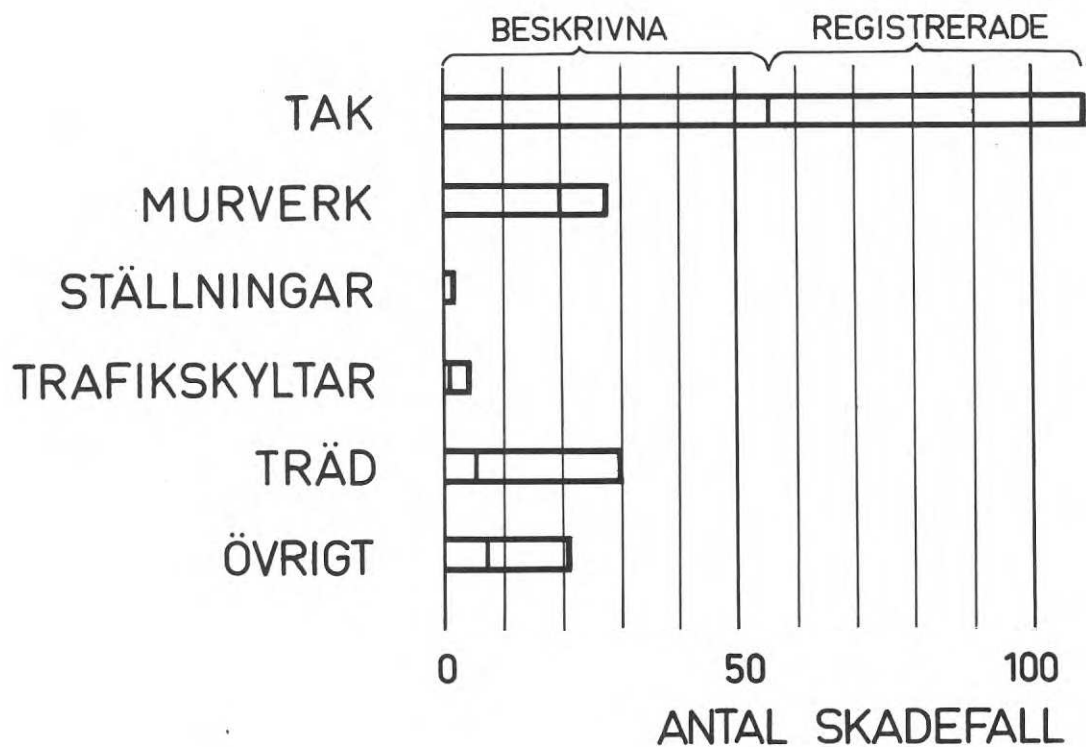 BESKRIVNA REGISTRERADE
TAK
MURVERK
STÄLLNINGAR
TRAFIKSKYLTAR
TRÄD
ÖVRIGT
0 50 100
ANTAL SKADEFALL